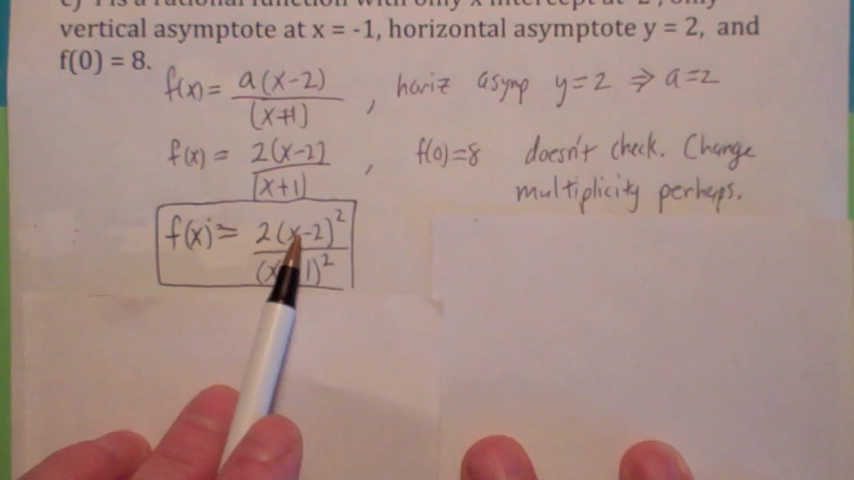 vertical asymptote at x = -1, horizontal asymptote y = 2, and
f(0) = 8.
f(x) = a(x-2) / (x+1) , horiz asymp y=2 ⇒ a=2
f(x) = 2(x-2) / (x+1) , f(0)=8 doesn't check. Change
multiplicity perhaps.
f(x) = 2(x-2)² / (x 1)²